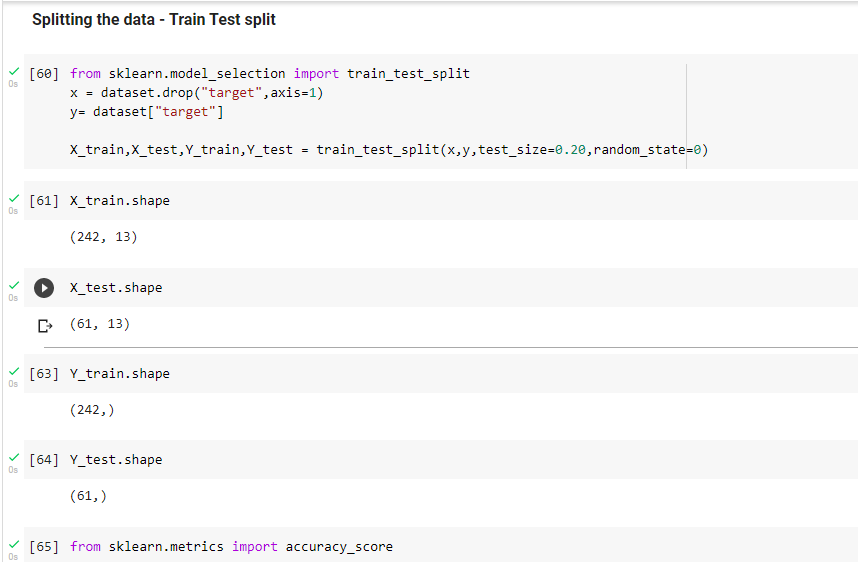 Splitting the data - Train Test split
[60] from sklearn.model_selection import train_test_split
0s
x = dataset.drop("target",axis=1)
y= dataset["target"]
X_train,X_test,Y_train,Y_test = train_test_split(x,y,test_size=0.20,random_state=0)
[61] X_train.shape
0s
(242, 13)
X_test.shape
0s
(61, 13)
[63] Y_train.shape
0s
(242,)
[64] Y_test.shape
0s
(61,)
[65] from sklearn.metrics import accuracy_score
0s